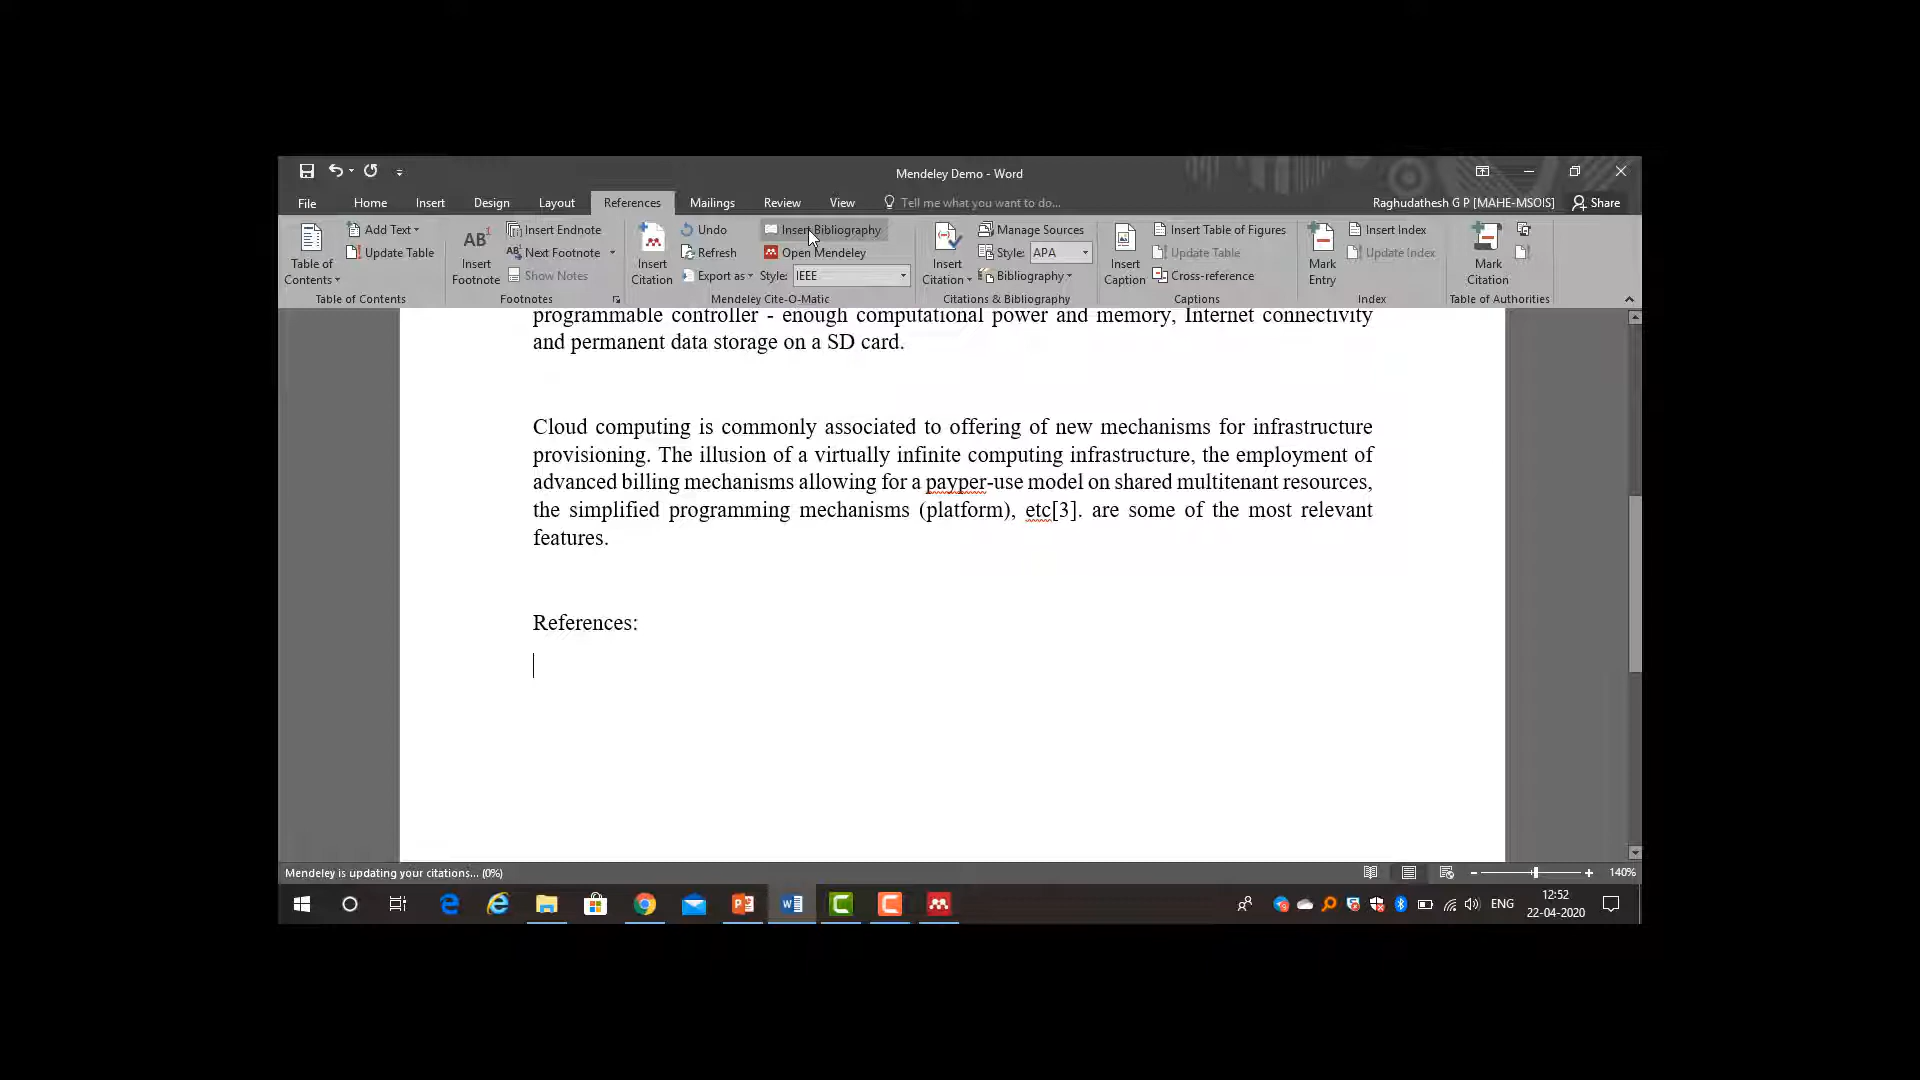 Mendeley Demo - Word
File Home Insert Design Layout References Mailings Review View Tell me what you want to do... Raghudathesh G P [MAHE-MSOIS] Share
Table of Contents
Add Text
Update Table
Table of Contents
AB1
Insert Footnote
Insert Endnote
Next Footnote
Show Notes
Footnotes
Insert Citation
Undo
Refresh
Export as
Insert Bibliography
Open Mendeley
Style: IEEE
Mendeley Cite-O-Matic
Insert Citation
Manage Sources
Style: APA
Bibliography
Citations & Bibliography
Insert Caption
Insert Table of Figures
Update Table
Cross-reference
Captions
Mark Entry
Insert Index
Update Index
Index
Mark Citation
Table of Authorities
programmable controller - enough computational power and memory, Internet connectivity
and permanent data storage on a SD card.
Cloud computing is commonly associated to offering of new mechanisms for infrastructure
provisioning. The illusion of a virtually infinite computing infrastructure, the employment of
advanced billing mechanisms allowing for a payper-use model on shared multitenant resources,
the simplified programming mechanisms (platform), etc[3]. are some of the most relevant
features.
References:
Mendeley is updating your citations... (0%)
140%
ENG
12:52
22-04-2020